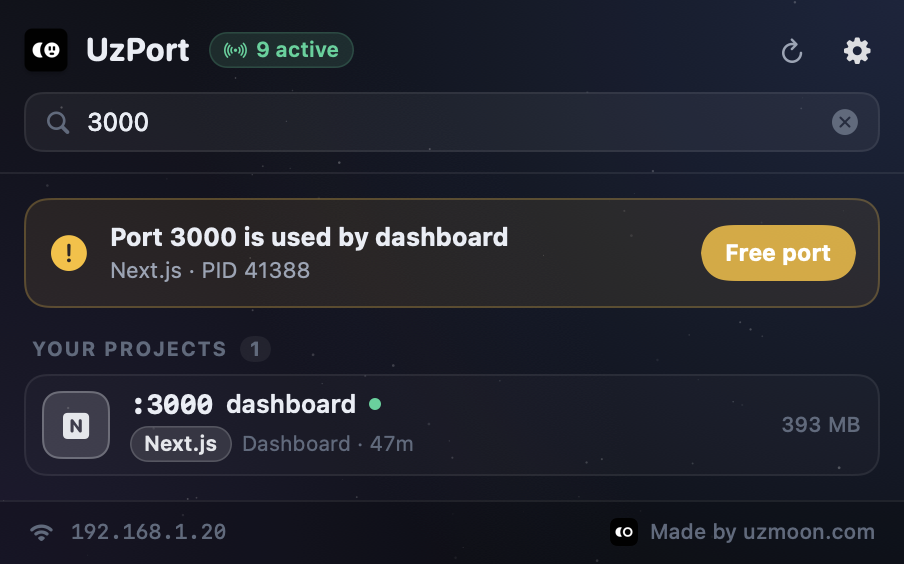 UzPort
9 active
3000
Port 3000 is used by dashboard
Next.js · PID 41388
Free port
YOUR PROJECTS 1
N
:3000 dashboard
Next.js Dashboard · 47m
393 MB
192.168.1.20
Made by uzmoon.com